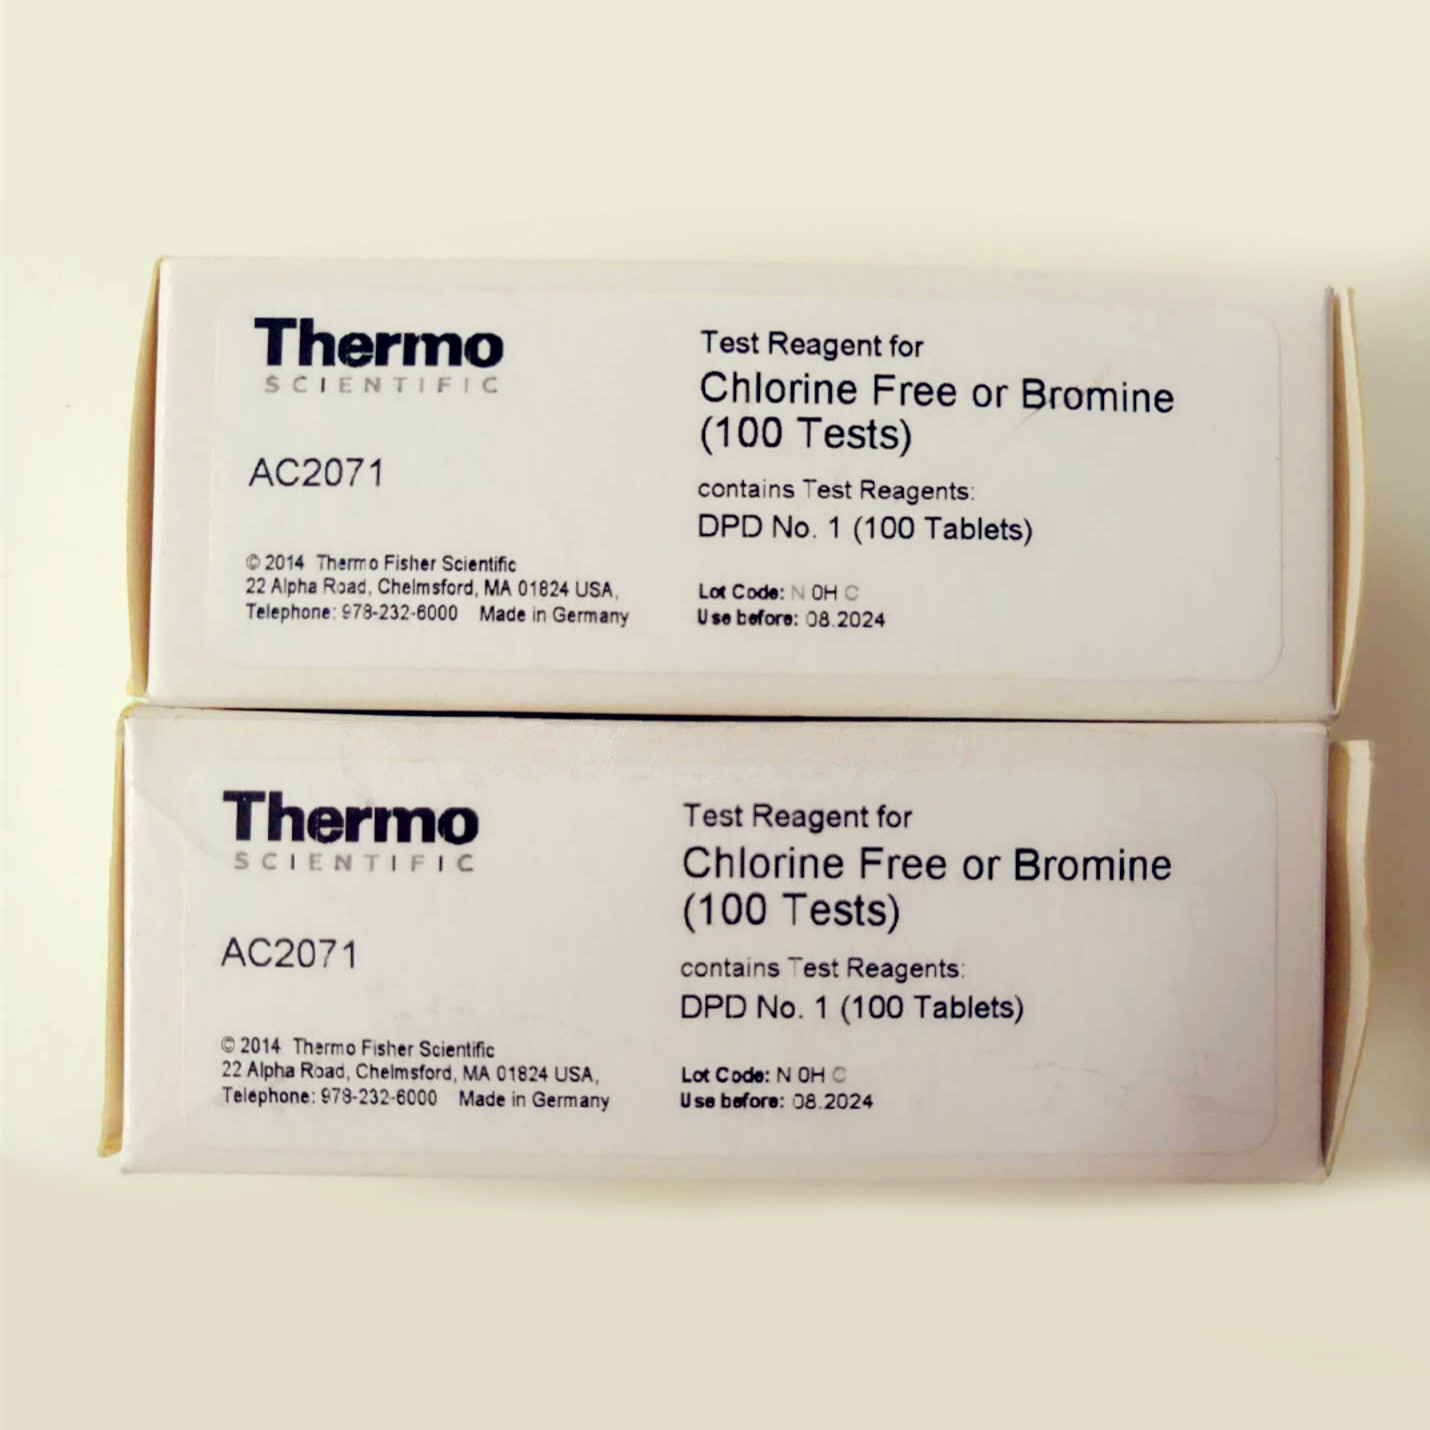 Thermo
SCIENTIFIC
AC2071
© 2014 Thermo Fisher Scientific
22 Alpha Road, Chelmsford, MA 01824 USA,
Telephone: 978-232-6000 Made in Germany
Test Reagent for
Chlorine Free or Bromine
(100 Tests)
contains Test Reagents:
DPD No. 1 (100 Tablets)
Lot Code: N 0H C
Use before: 08.2024
Thermo
SCIENTIFIC
AC2071
© 2014 Thermo Fisher Scientific
22 Alpha Road, Chelmsford, MA 01824 USA,
Telephone: 978-232-6000 Made in Germany
Test Reagent for
Chlorine Free or Bromine
(100 Tests)
contains Test Reagents:
DPD No. 1 (100 Tablets)
Lot Code: N 0H C
Use before: 08.2024